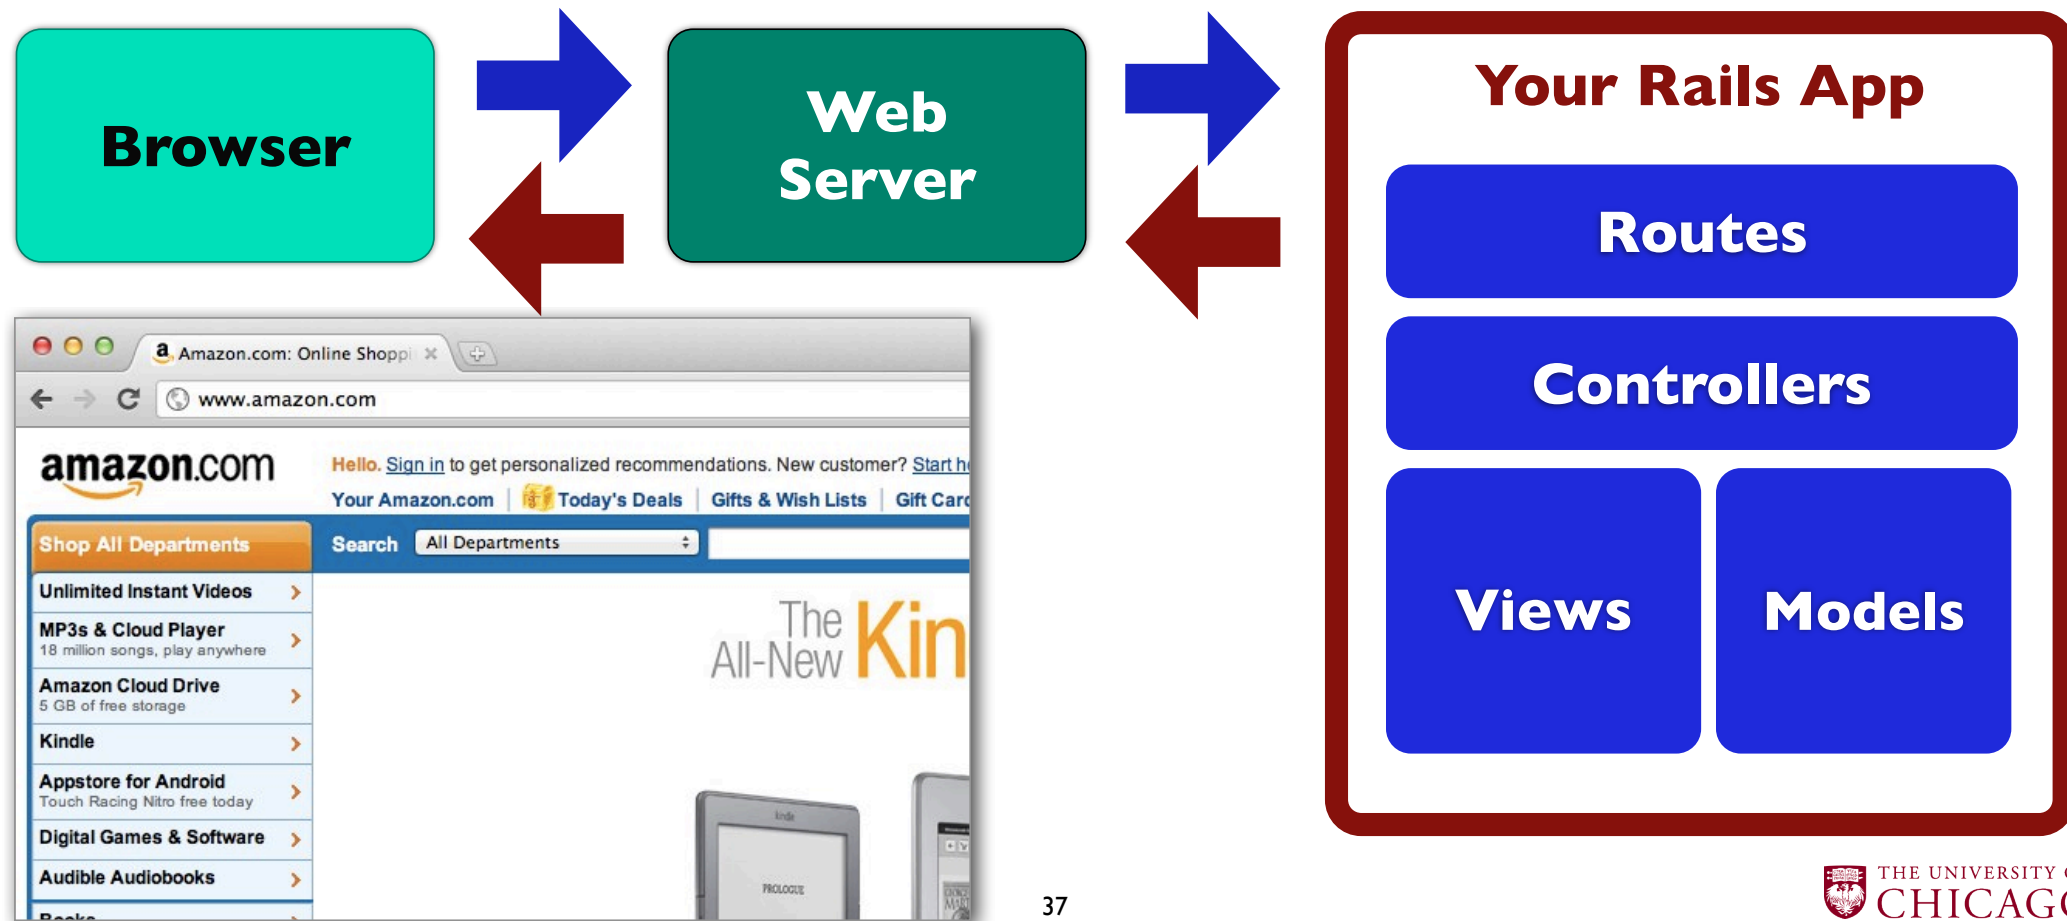 Browser
Web
Server
Your Rails App
Routes
Controllers
Views
Models
Amazon.com: Online Shoppi
www.amazon.com
amazon.com
Hello. Sign in to get personalized recommendations. New customer? Start h
Your Amazon.com
Today's Deals
Gifts & Wish Lists
Gift Card
Shop All Departments
Search
All Departments
Unlimited Instant Videos
MP3s & Cloud Player
18 million songs, play anywhere
Amazon Cloud Drive
5 GB of free storage
Kindle
Appstore for Android
Touch Racing Nitro free today
Digital Games & Software
Audible Audiobooks
Books
The
All-New Kin
kindle
PROLOGUE
37
THE UNIVERSITY O
CHICAGO